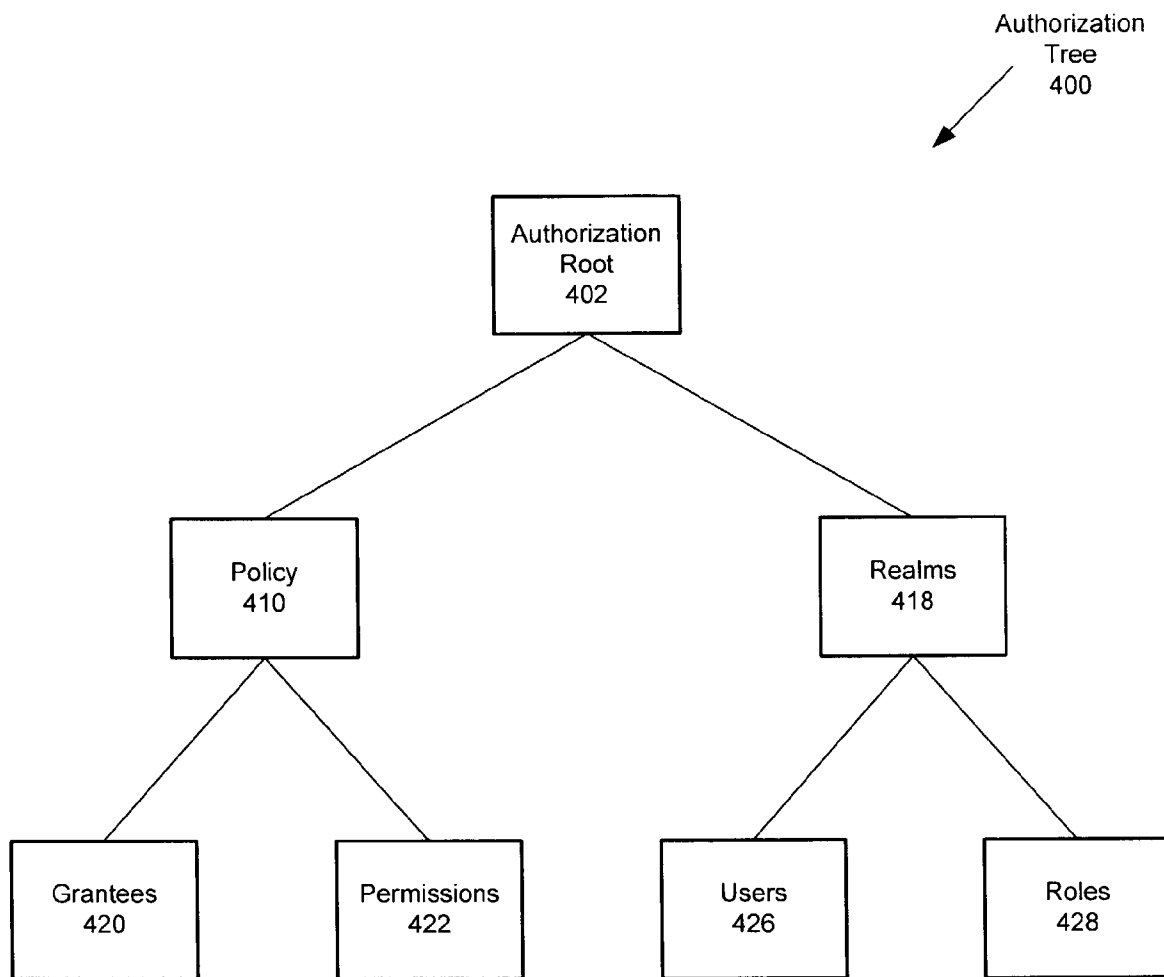 Authorization
Tree
400
Authorization
Root
402
Policy
410
Realms
418
Grantees
420
Permissions
422
Users
426
Roles
428